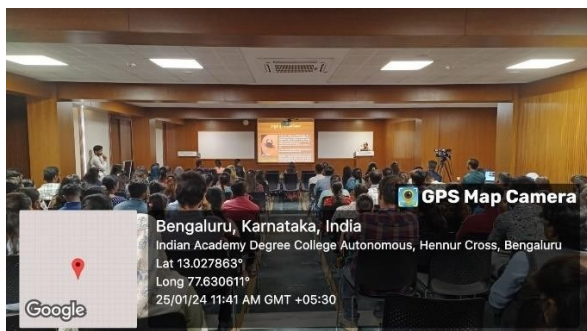 GPS Map Camera
Bengaluru, Karnataka, India
Indian Academy Degree College Autonomous, Hennur Cross, Bengaluru
Lat 13.027863°
Long 77.630611°
25/01/24 11:41 AM GMT +05:30
Google